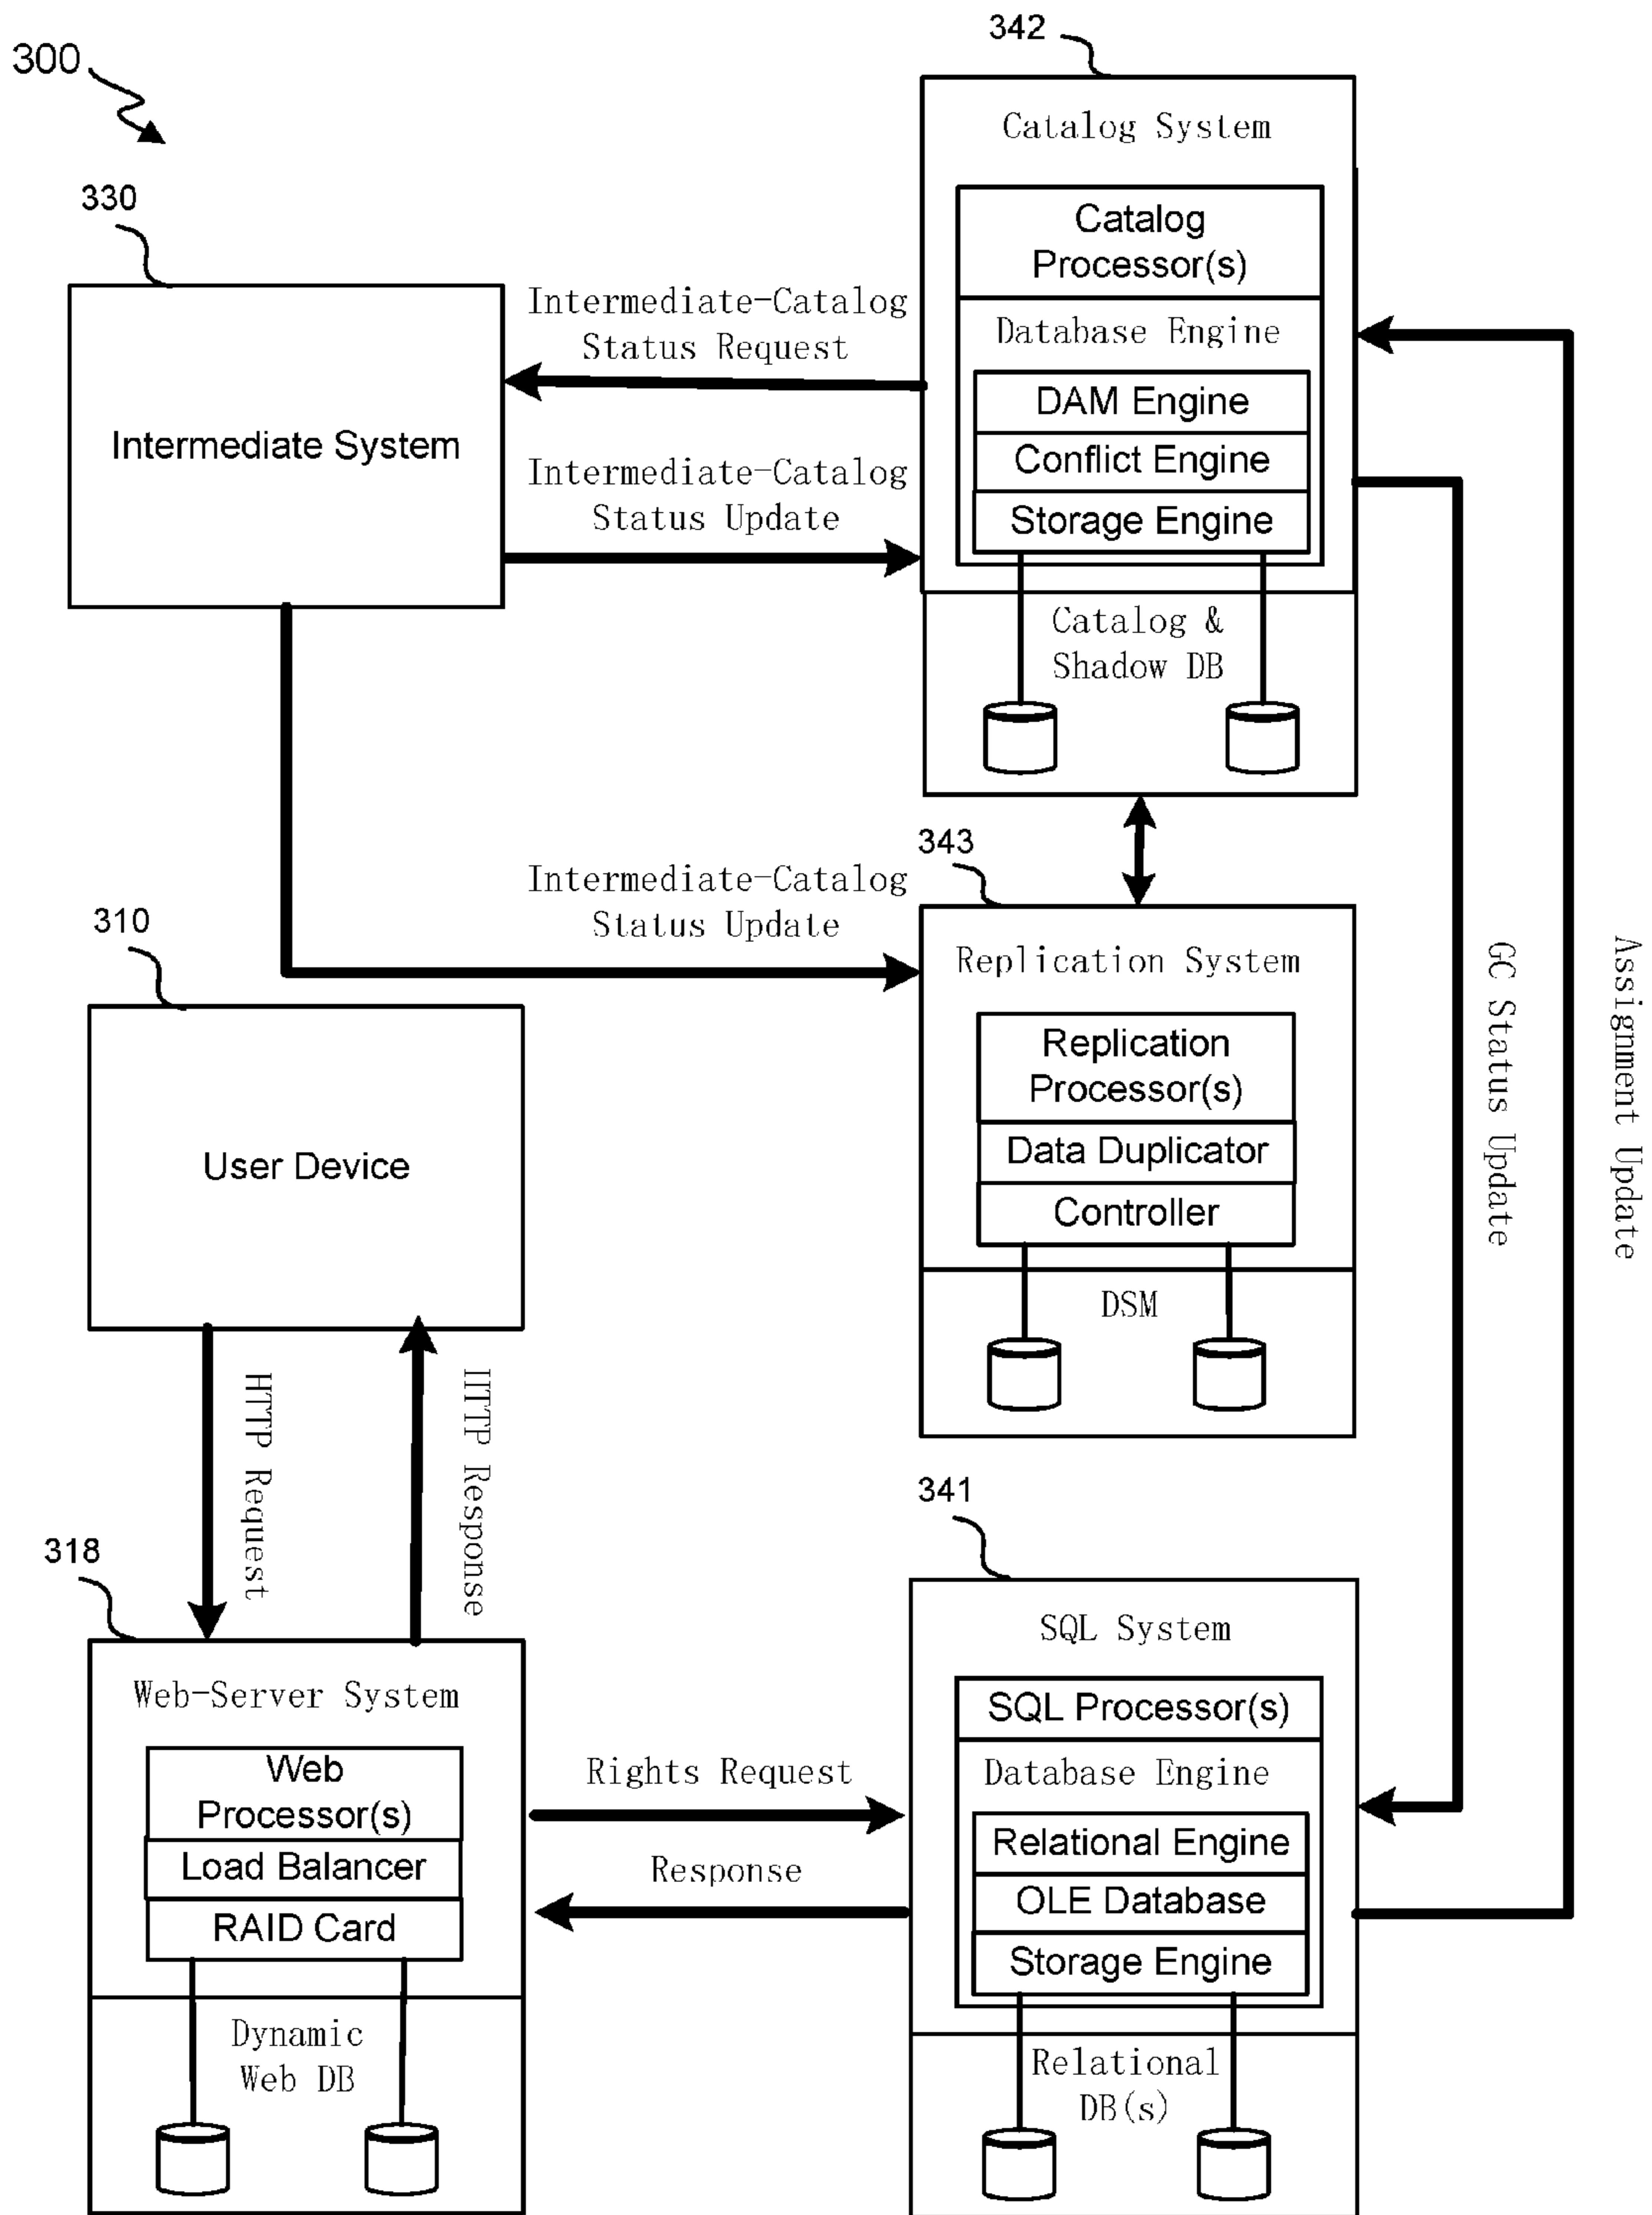 300
342
Catalog System
Catalog
Processor(s)
Database Engine
DAM Engine
Conflict Engine
Storage Engine
Catalog &
Shadow DB
330
Intermediate System
Intermediate-Catalog
Status Request
Intermediate-Catalog
Status Update
Intermediate-Catalog
Status Update
343
Replication System
Replication
Processor(s)
Data Duplicator
Controller
DSM
GC Status Update
Assignment Update
310
User Device
HTTP Request
HTTP Response
318
Web-Server System
Web
Processor(s)
Load Balancer
RAID Card
Dynamic
Web DB
Rights Request
Response
341
SQL System
SQL Processor(s)
Database Engine
Relational Engine
OLE Database
Storage Engine
Relational
DB(s)